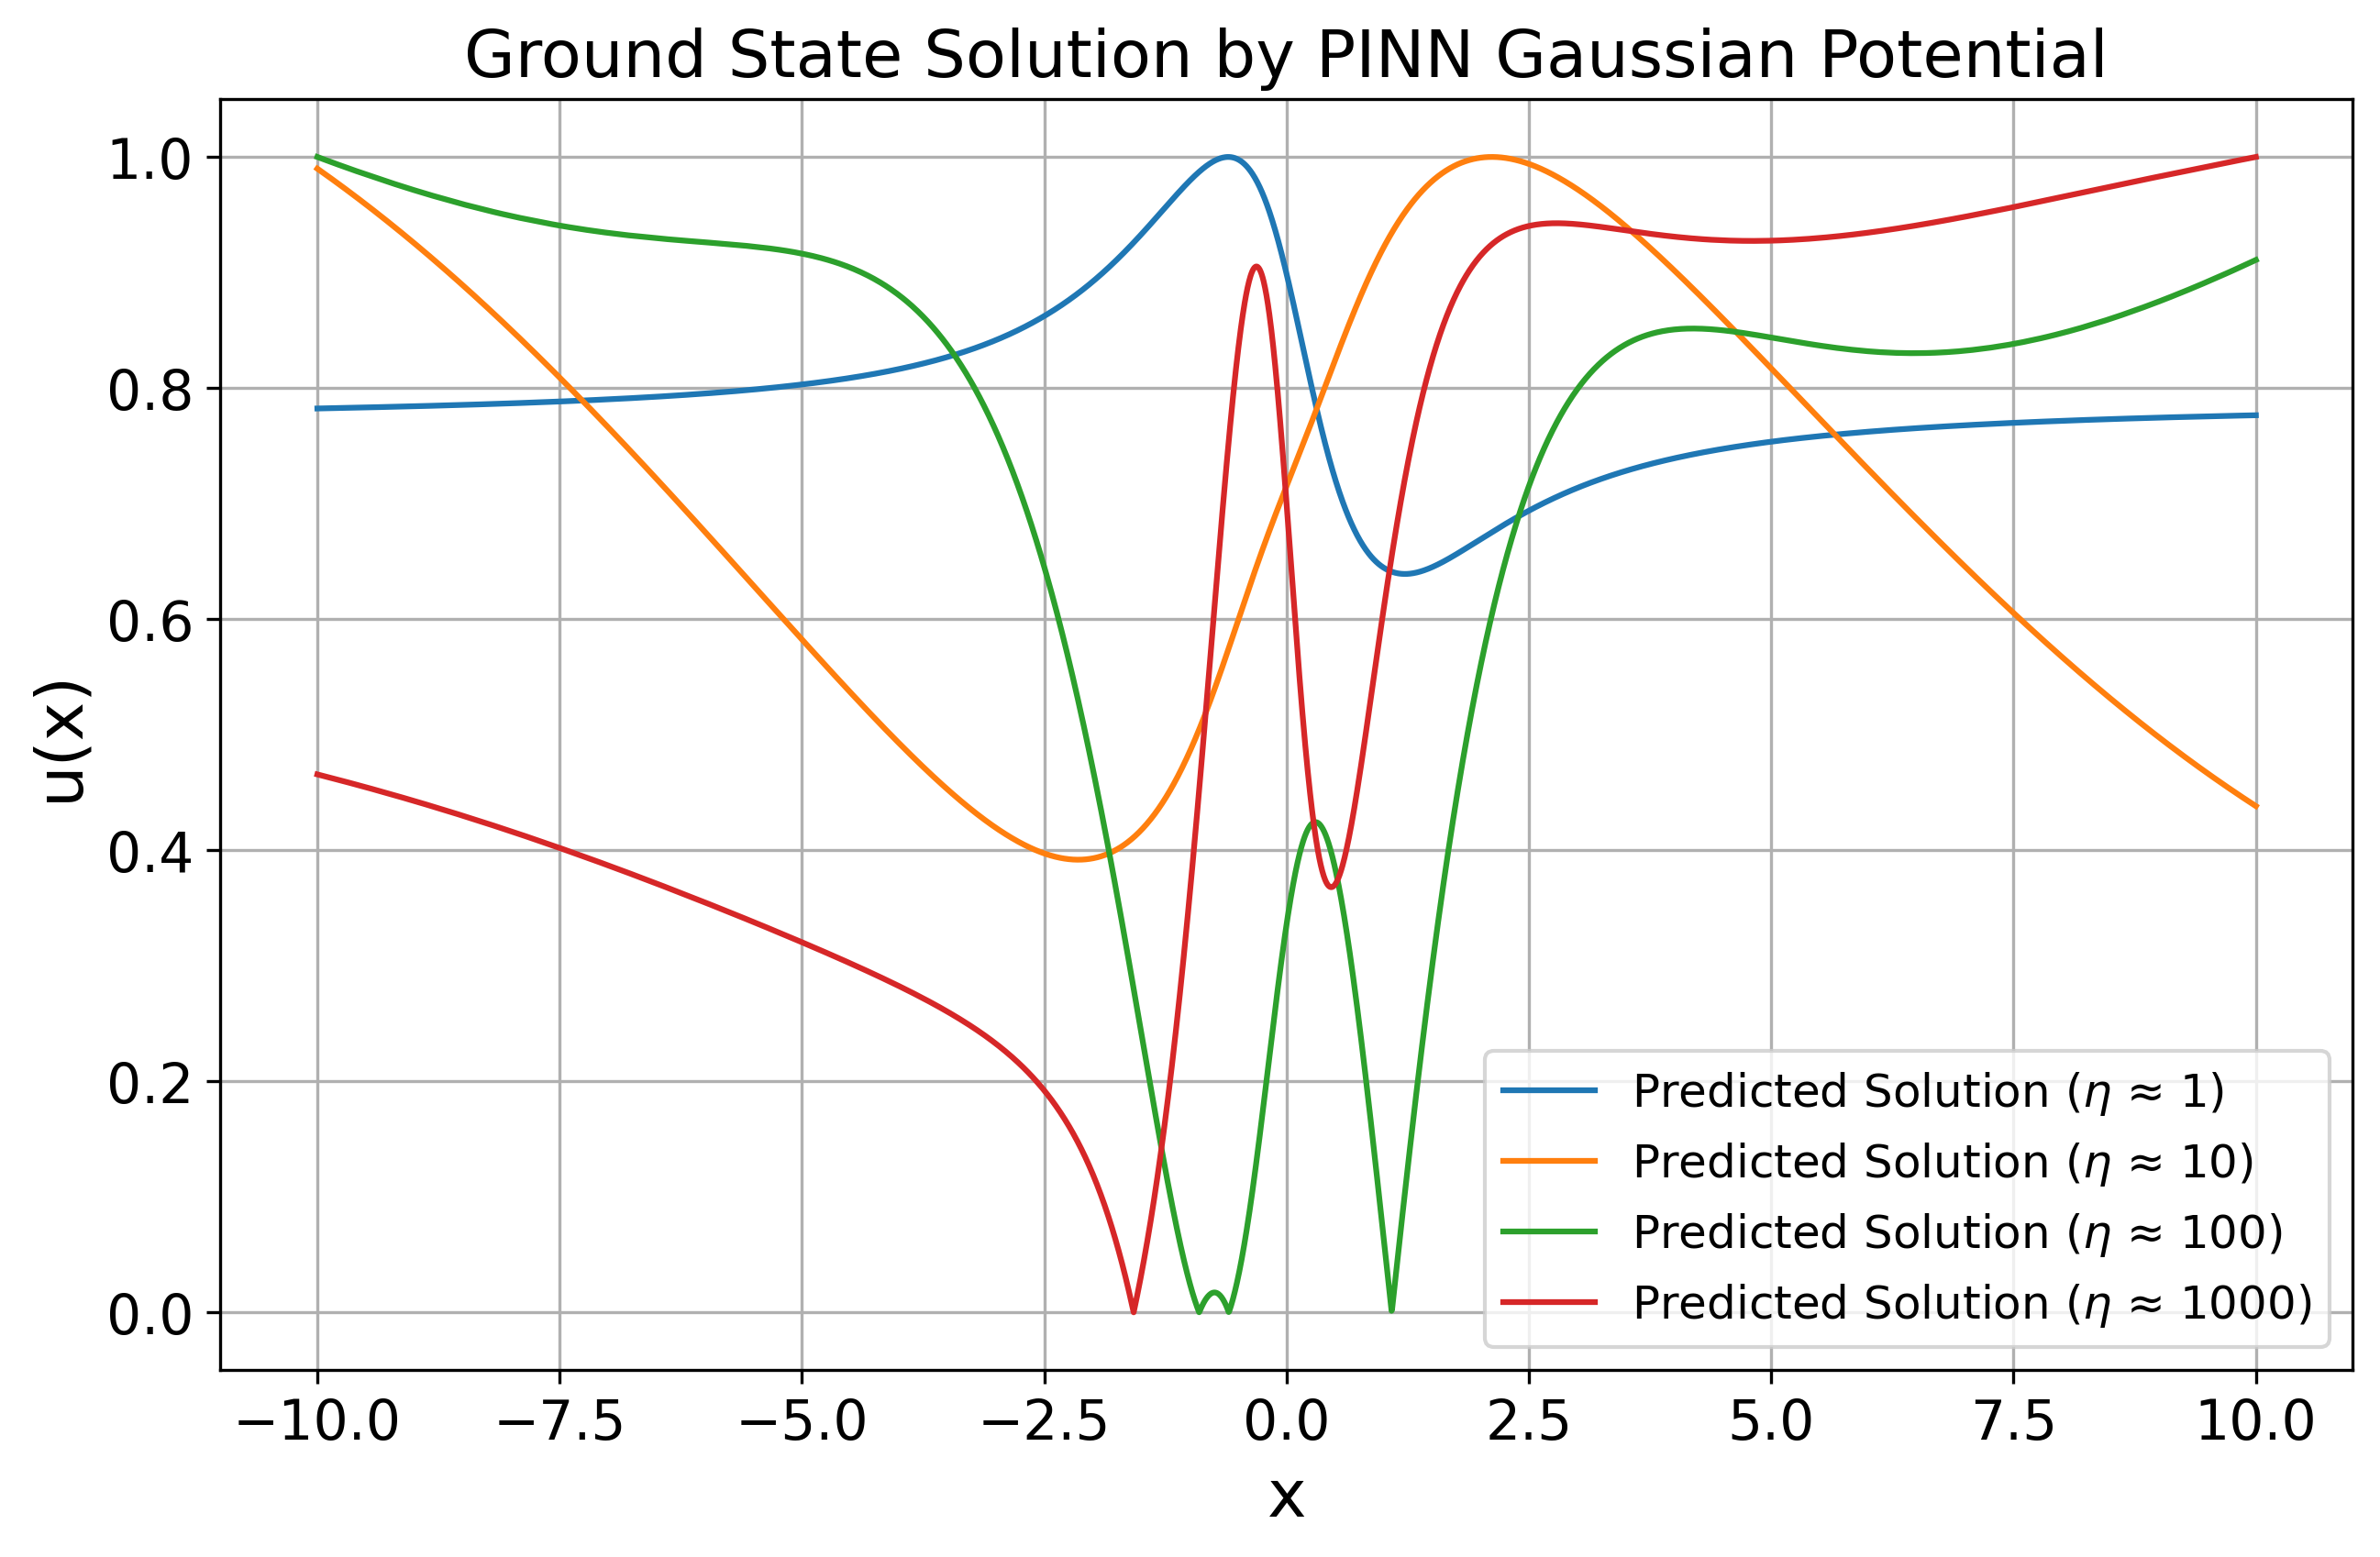 Ground State Solution by PINN Gaussian Potential
u(x)
1.0
0.8
0.6
0.4
0.2
0.0
−10.0 −7.5 −5.0 −2.5 0.0 2.5 5.0 7.5 10.0
x
Predicted Solution (η ≈ 1)
Predicted Solution (η ≈ 10)
Predicted Solution (η ≈ 100)
Predicted Solution (η ≈ 1000)